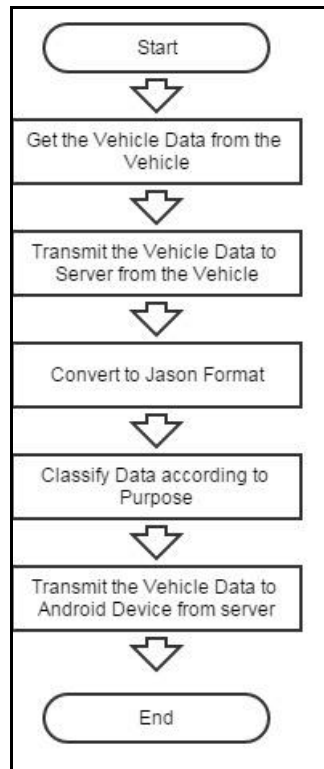 Start
Get the Vehicle Data from the
Vehicle
Transmit the Vehicle Data to
Server from the Vehicle
Convert to Jason Format
Classify Data according to
Purpose
Transmit the Vehicle Data to
Android Device from server
End